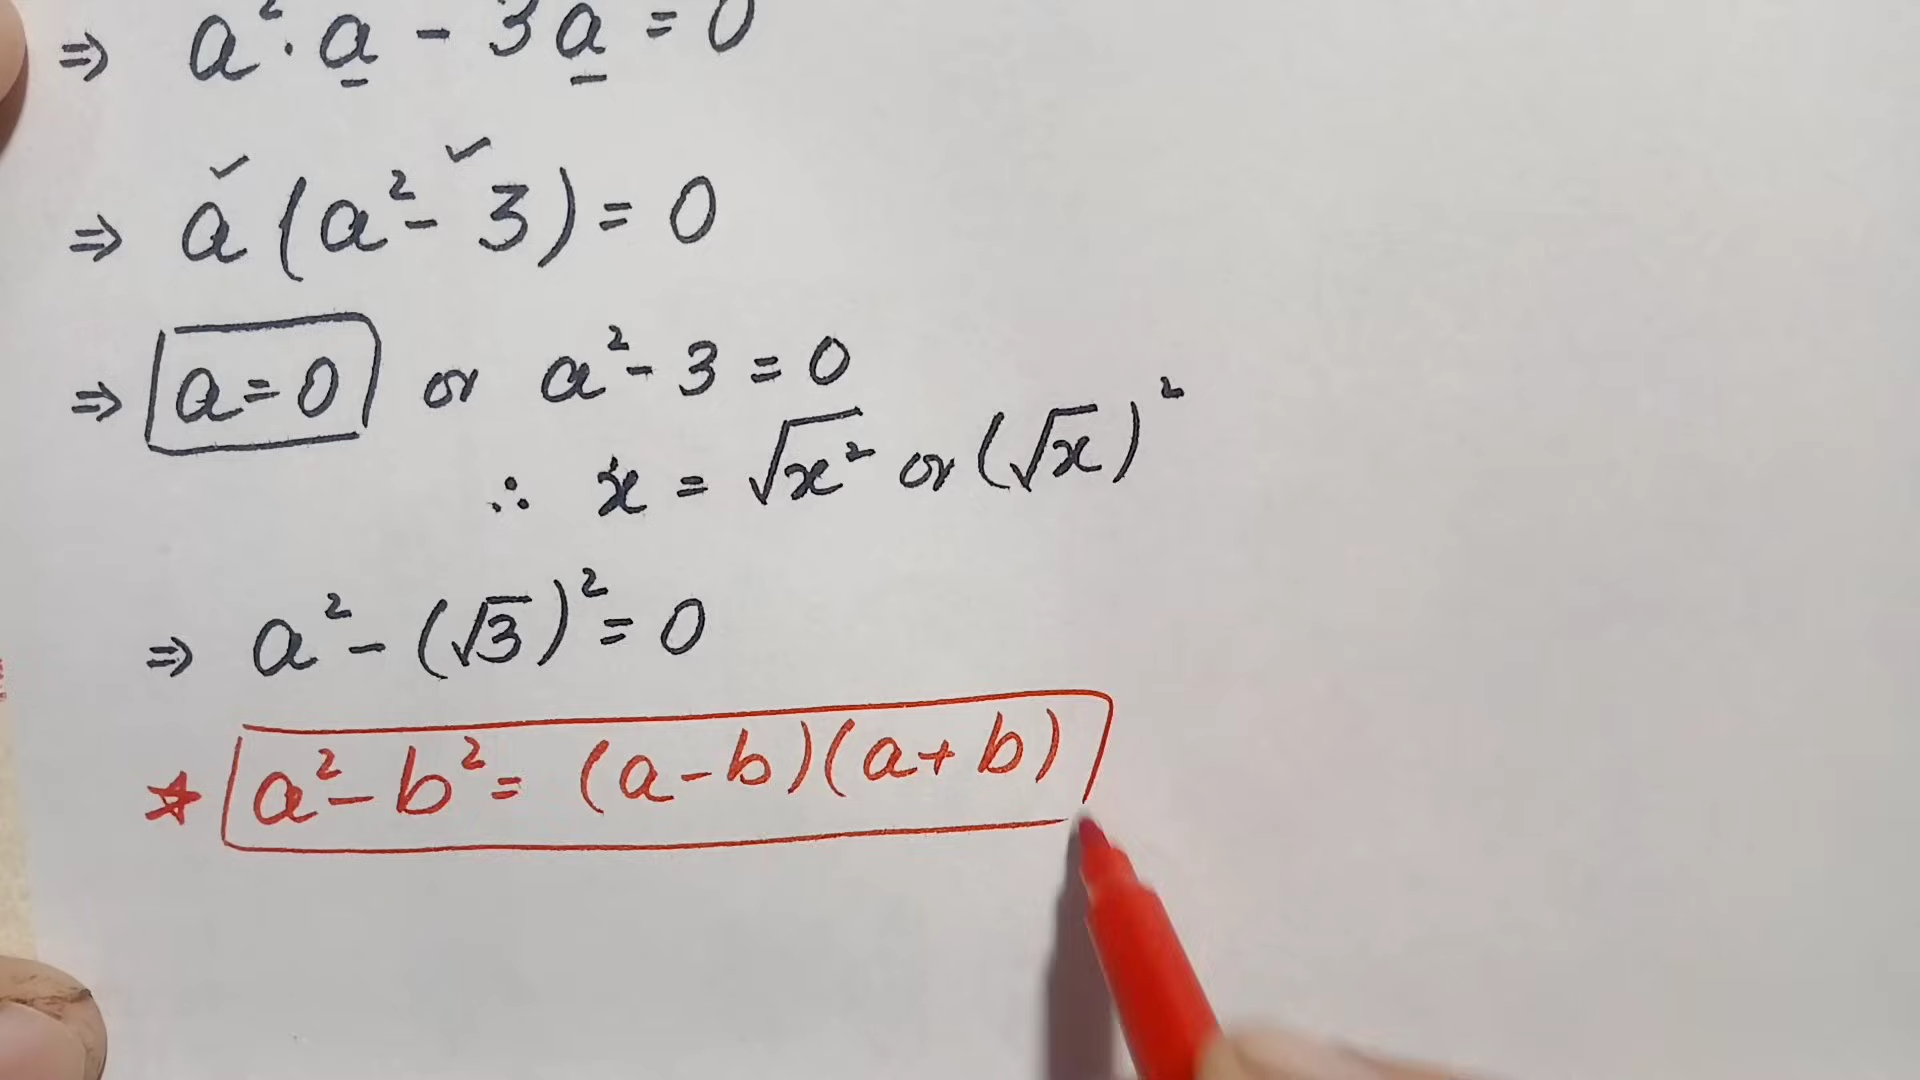 ⇒ a²·a - 3a = 0
⇒ a(a² - 3) = 0
⇒ a = 0 or a² - 3 = 0
∴ x = √x² or (√x)²
⇒ a² - (√3)² = 0
★ a² - b² = (a - b)(a + b)